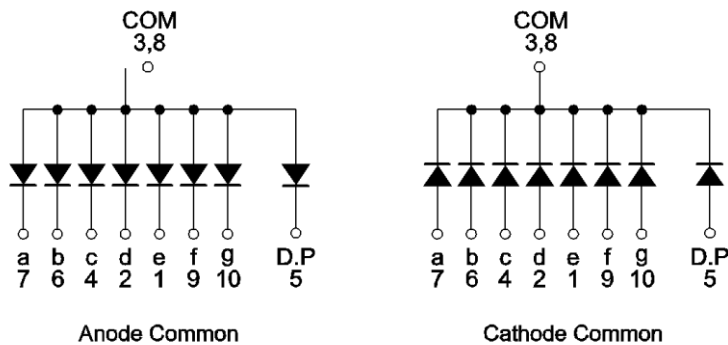 COM
3,8
a b c d e f g D.P
7 6 4 2 1 9 10 5
Anode Common
COM
3,8
a b c d e f g D.P
7 6 4 2 1 9 10 5
Cathode Common